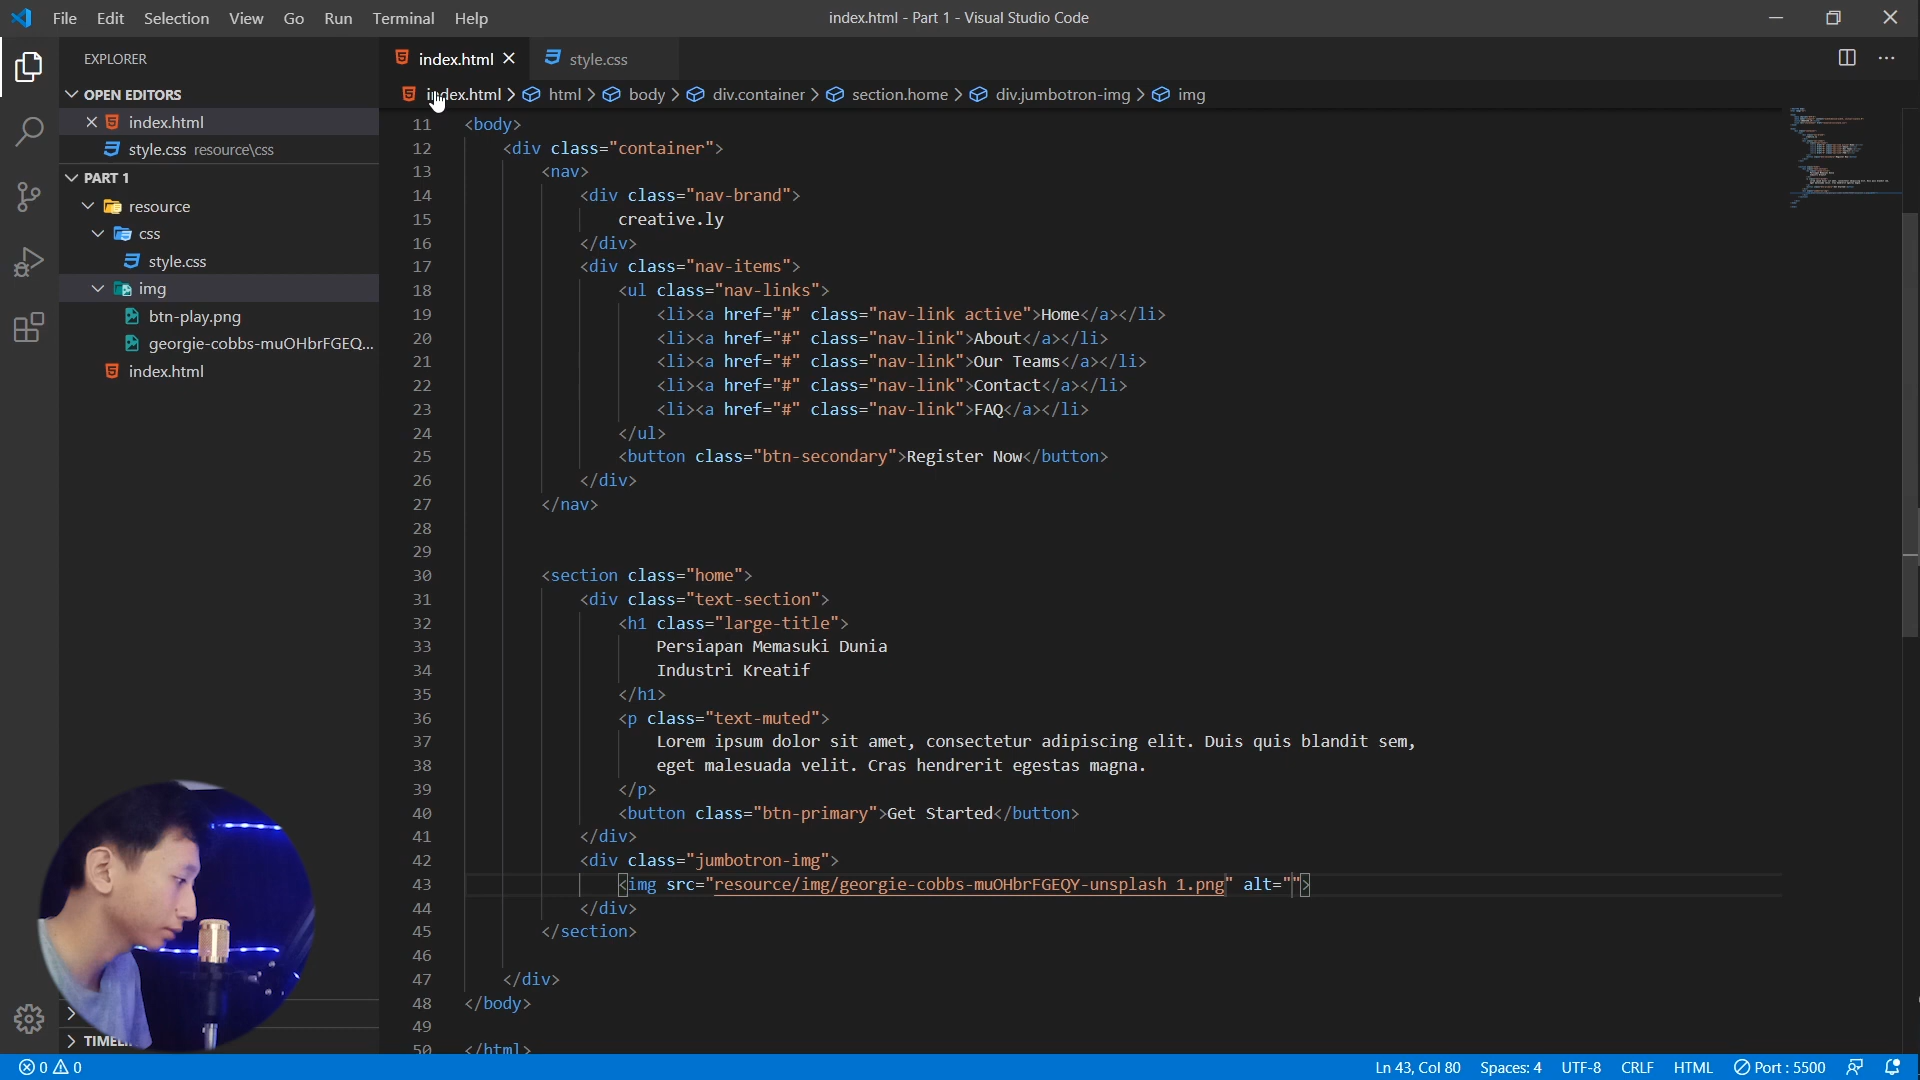 File Edit Selection View Go Run Terminal Help
index.html - Part 1 - Visual Studio Code
EXPLORER
OPEN EDITORS
index.html
style.css resource\css
PART 1
resource
css
style.css
img
btn-play.png
georgie-cobbs-muOHbrFGEQ...
index.html
index.html
style.css
index.html > html > body > div.container > section.home > div.jumbotron-img > img
11 <body>
12 <div class="container">
13 <nav>
14 <div class="nav-brand">
15 creative.ly
16 </div>
17 <div class="nav-items">
18 <ul class="nav-links">
19 <li><a href="#" class="nav-link active">Home</a></li>
20 <li><a href="#" class="nav-link">About</a></li>
21 <li><a href="#" class="nav-link">Our Teams</a></li>
22 <li><a href="#" class="nav-link">Contact</a></li>
23 <li><a href="#" class="nav-link">FAQ</a></li>
24 </ul>
25 <button class="btn-secondary">Register Now</button>
26 </div>
27 </nav>
28
29
30 <section class="home">
31 <div class="text-section">
32 <h1 class="large-title">
33 Persiapan Memasuki Dunia
34 Industri Kreatif
35 </h1>
36 <p class="text-muted">
37 Lorem ipsum dolor sit amet, consectetur adipiscing elit. Duis quis blandit sem,
38 eget malesuada velit. Cras hendrerit egestas magna.
39 </p>
40 <button class="btn-primary">Get Started</button>
41 </div>
42 <div class="jumbotron-img">
43 <img src="resource/img/georgie-cobbs-muOHbrFGEQY-unsplash 1.png" alt="">
44 </div>
45 </section>
46
47 </div>
48 </body>
49
50 </html>
0 0
Ln 43, Col 80 Spaces: 4 UTF-8 CRLF HTML Port : 5500